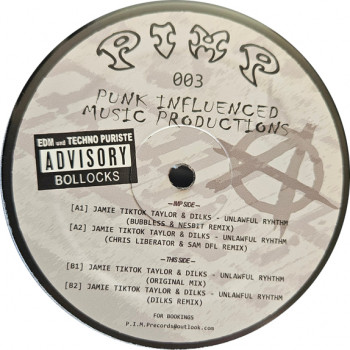 PIMP
003
PUNK INFLUENCED
MUSIC PRODUCTIONS
EDM und TECHNO PURISTE
ADVISORY
BOLLOCKS
—IMP SIDE—
[A1] JAMIE TIKTOK TAYLOR & DILKS - UNLAWFUL RYHTHM
(BUBBLESS & NESBIT REMIX)
[A2] JAMIE TIKTOK TAYLOR & DILKS - UNLAWFUL RYHTHM
(CHRIS LIBERATOR & SAM DFL REMIX)
—THIS SIDE—
[B1] JAMIE TIKTOK TAYLOR & DILKS - UNLAWFUL RYHTHM
(ORIGINAL MIX)
[B2] JAMIE TIKTOK TAYLOR & DILKS - UNLAWFUL RYHTHM
(DILKS REMIX)
FOR BOOKINGS
P.I.M.Precords@outlook.com